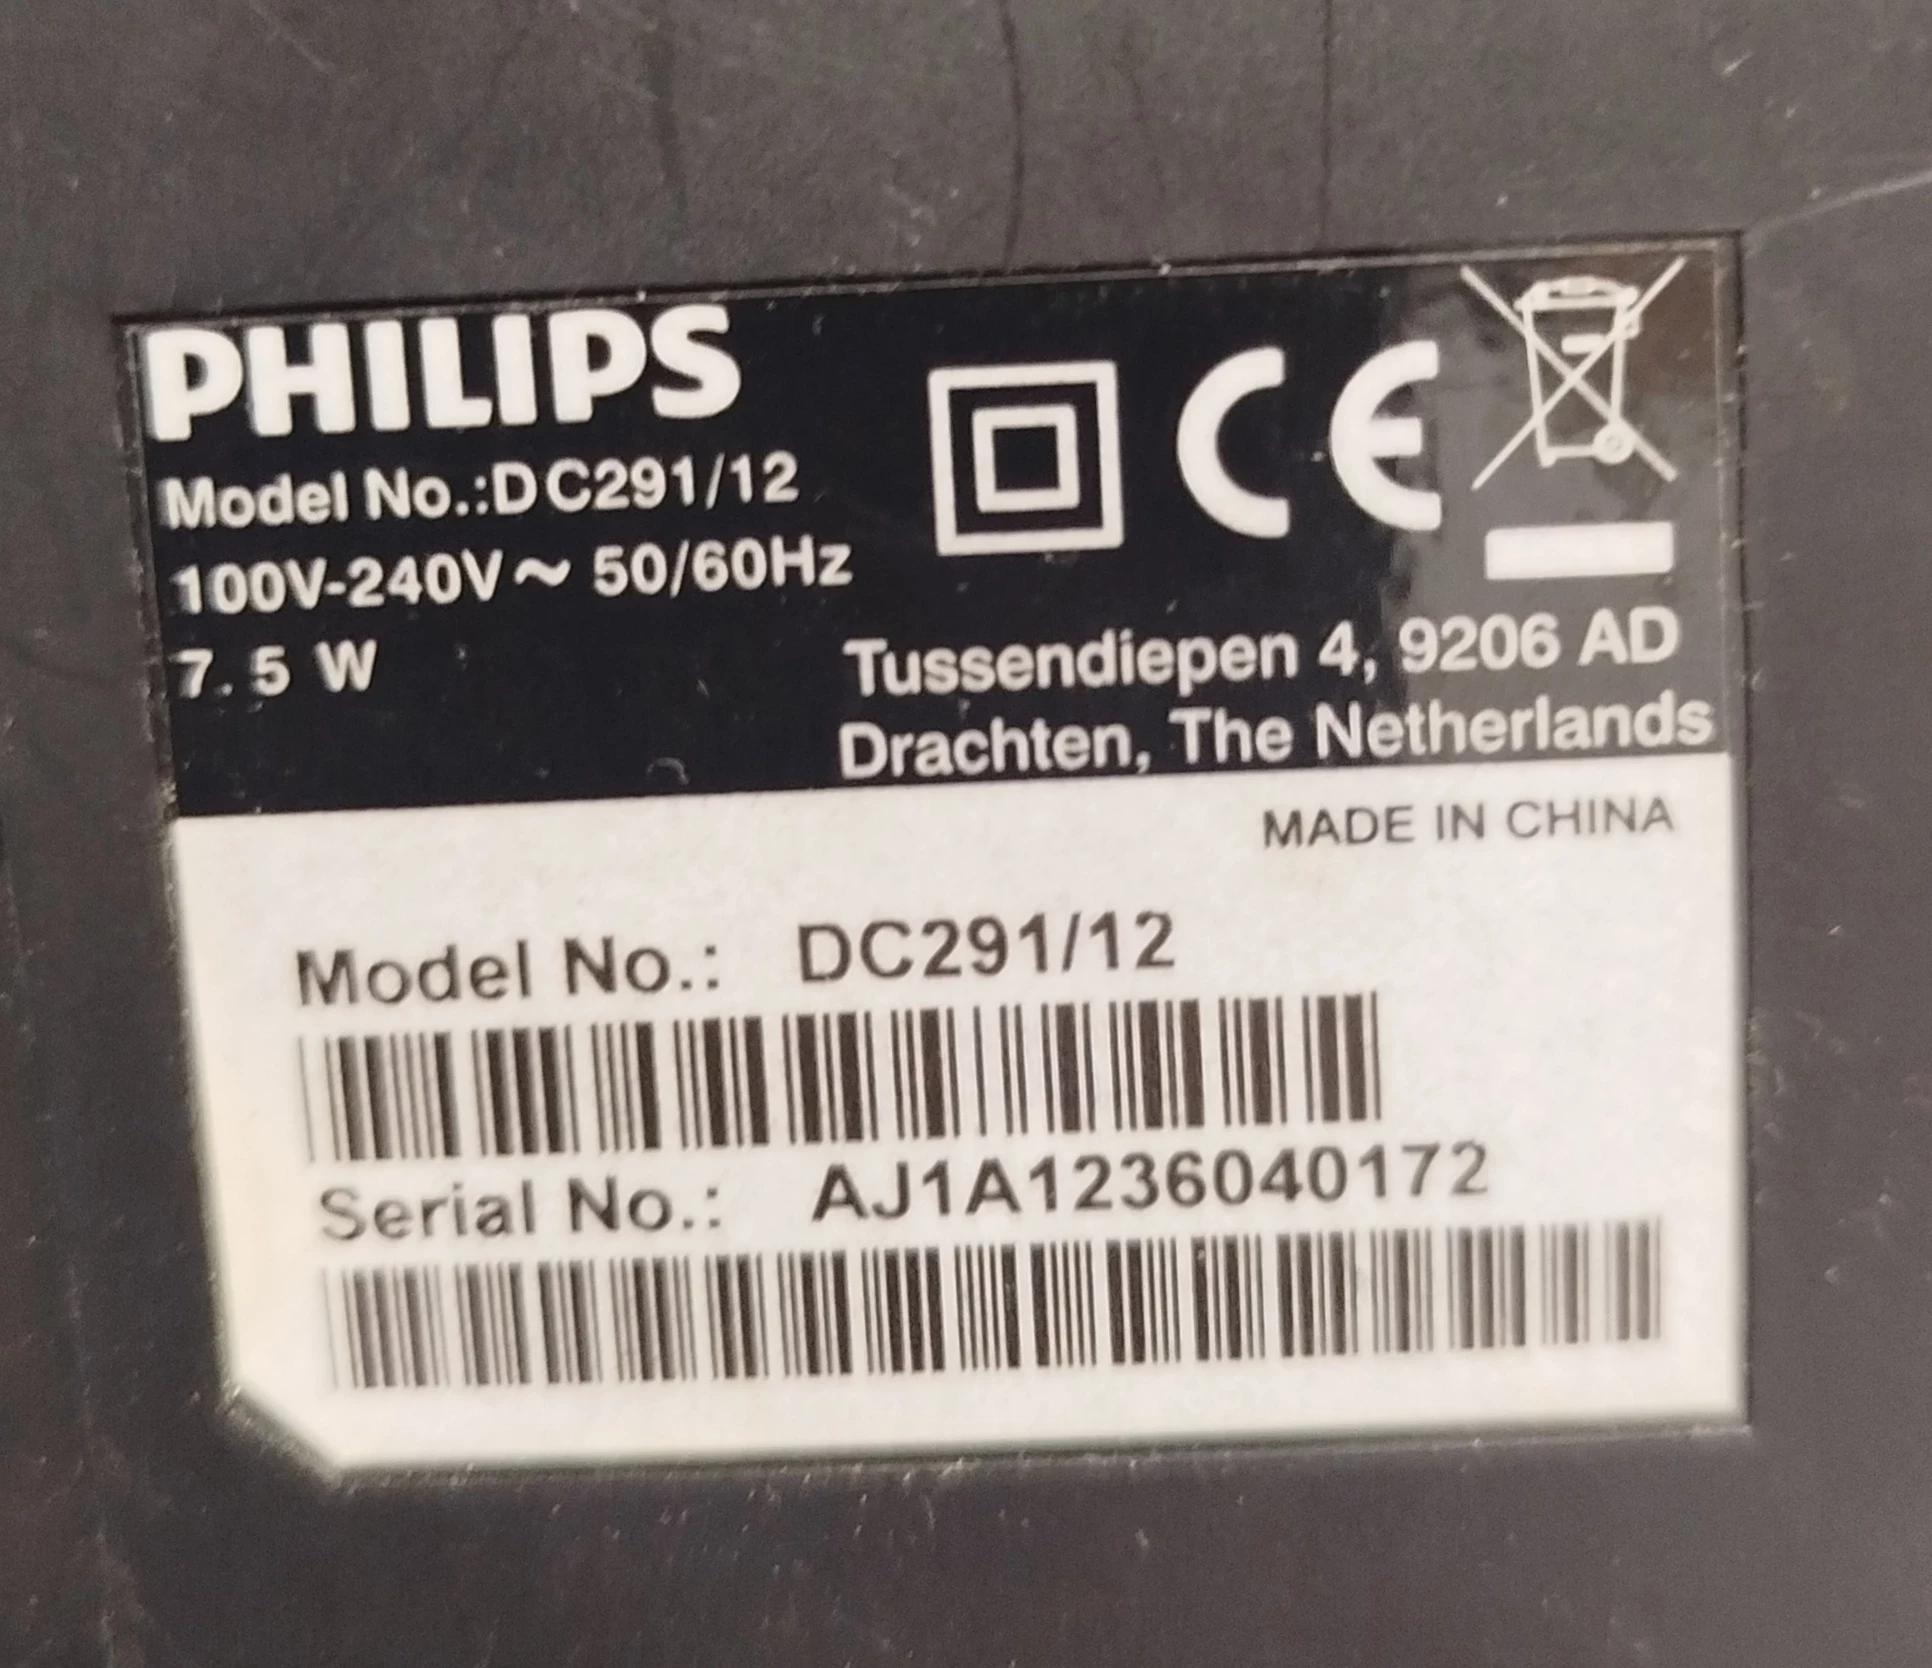 PHILIPS
Model No.:DC291/12
100V-240V~ 50/60Hz
7.5 W
CE
Tussendiepen 4, 9206 AD
Drachten, The Netherlands
MADE IN CHINA
Model No.: DC291/12
Serial No.: AJ1A1236040172